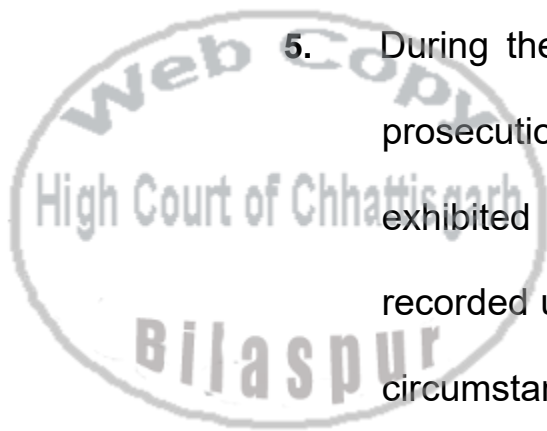 Web Copy
High Court of Chhattisgarh
Bilaspur
5. During the
prosecutio
exhibited
recorded u
circumstan